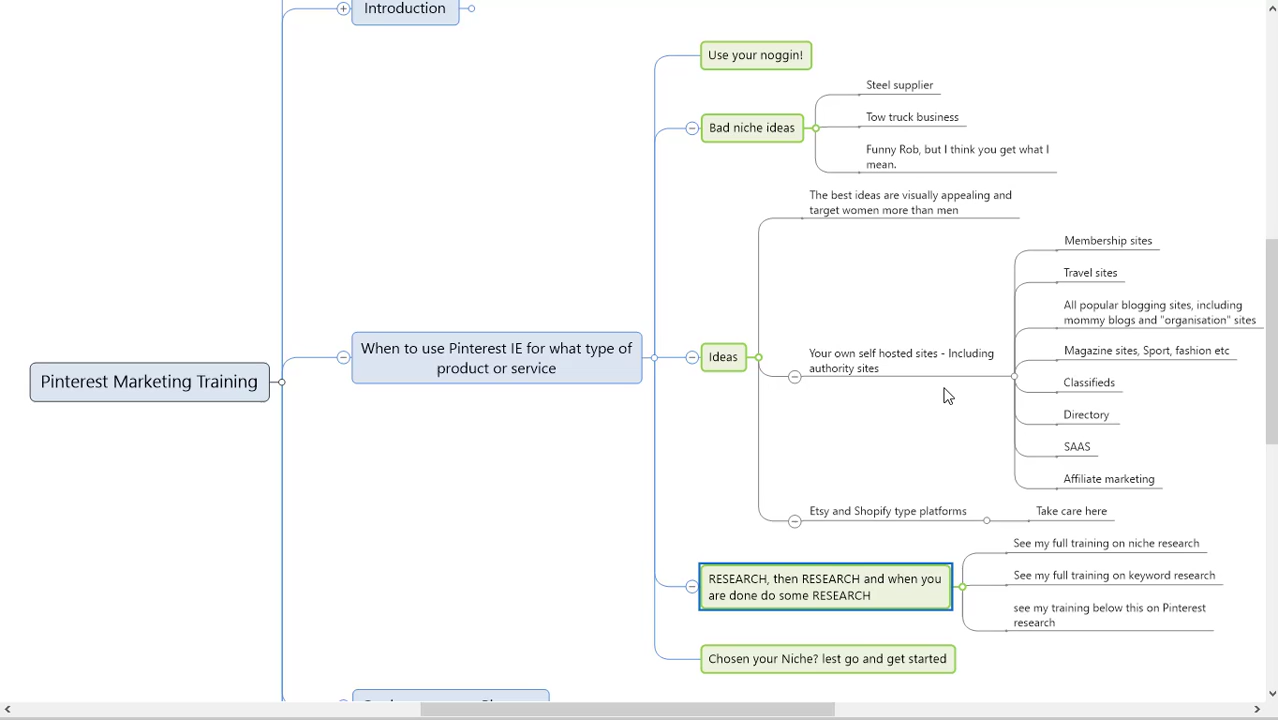 Introduction
Use your noggin!
Steel supplier
Bad niche ideas
Tow truck business
Funny Rob, but I think you get what I
mean.
The best ideas are visually appealing and
target women more than men
Membership sites
Travel sites
All popular blogging sites, including
mommy blogs and "organisation" sites
Pinterest Marketing Training
When to use Pinterest IE for what type of
product or service
Ideas
Your own self hosted sites - Including
authority sites
Magazine sites, Sport, fashion etc
Classifieds
Directory
SAAS
Affiliate marketing
Etsy and Shopify type platforms
Take care here
RESEARCH, then RESEARCH and when you
are done do some RESEARCH
See my full training on niche research
See my full training on keyword research
see my training below this on Pinterest
research
Chosen your Niche? lest go and get started